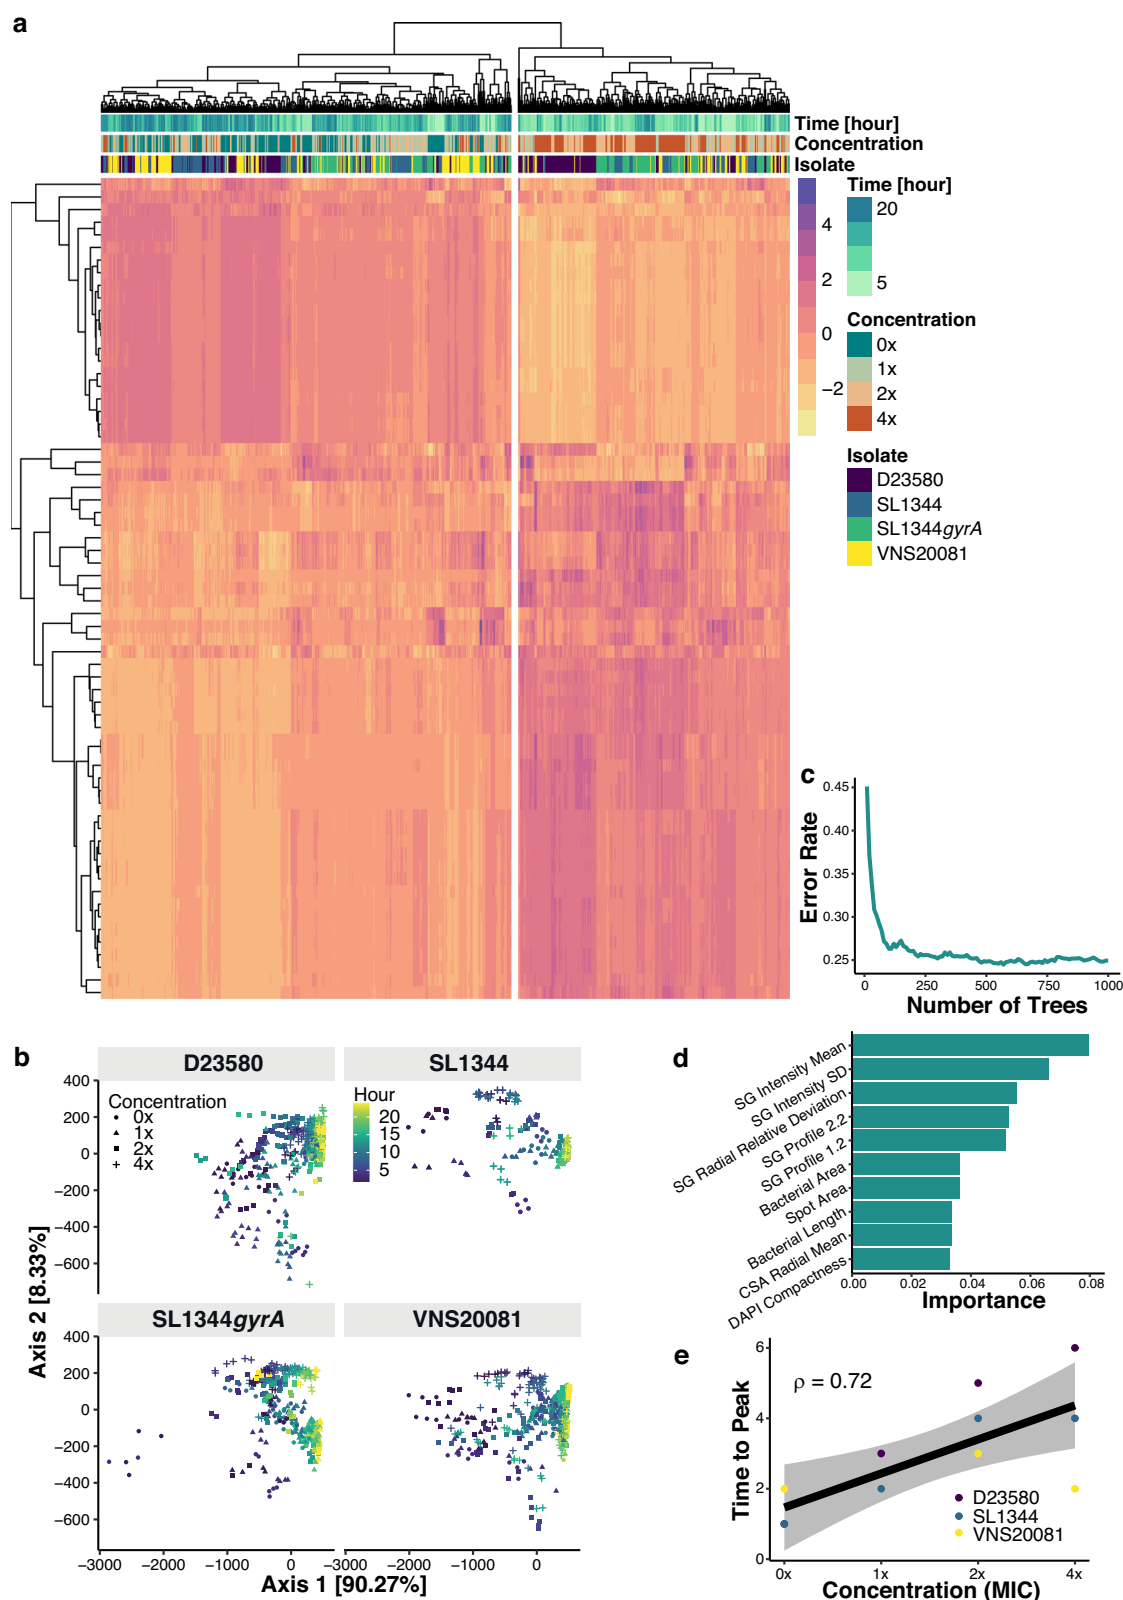 a
Time [hour]
Concentration
Isolate
4
2
0
−2
Time [hour]
20
5
Concentration
0x
1x
2x
4x
Isolate
D23580
SL1344
SL1344gyrA
VNS20081
c
Error Rate
0.45
0.40
0.35
0.30
0.25
0 250 500 750 1000
Number of Trees
b
D23580
SL1344
Concentration
0x
1x
2x
4x
Hour
20
15
10
5
400
200
0
−200
−400
−600
SL1344gyrA
VNS20081
400
200
0
−200
−400
−600
−3000 −2000 −1000 0 −3000 −2000 −1000 0
Axis 1 [90.27%]
Axis 2 [8.33%]
d
SG Intensity Mean
SG Intensity SD
SG Radial Relative Deviation
SG Profile 2.2
SG Profile 1.2
Bacterial Area
Spot Area
Bacterial Length
CSA Radial Mean
DAPI Compactness
0.00 0.02 0.04 0.06 0.08
Importance
e
ρ = 0.72
Time to Peak
6
4
2
0
D23580
SL1344
VNS20081
0x 1x 2x 4x
Concentration (MIC)